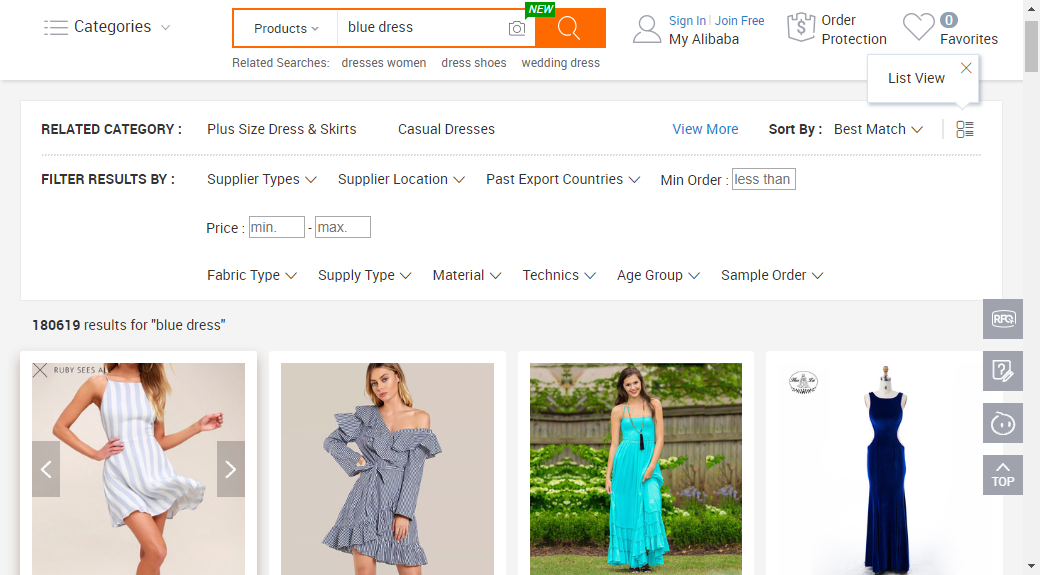 Categories
Products
blue dress
NEW
Sign In | Join Free
My Alibaba
Order
Protection
0
Favorites
Related Searches: dresses women dress shoes wedding dress
List View
RELATED CATEGORY : Plus Size Dress & Skirts Casual Dresses View More Sort By : Best Match
FILTER RESULTS BY : Supplier Types Supplier Location Past Export Countries Min Order : less than
Price : min. - max.
Fabric Type Supply Type Material Technics Age Group Sample Order
180619 results for "blue dress"
RFQ
RUBY SEES
TOP